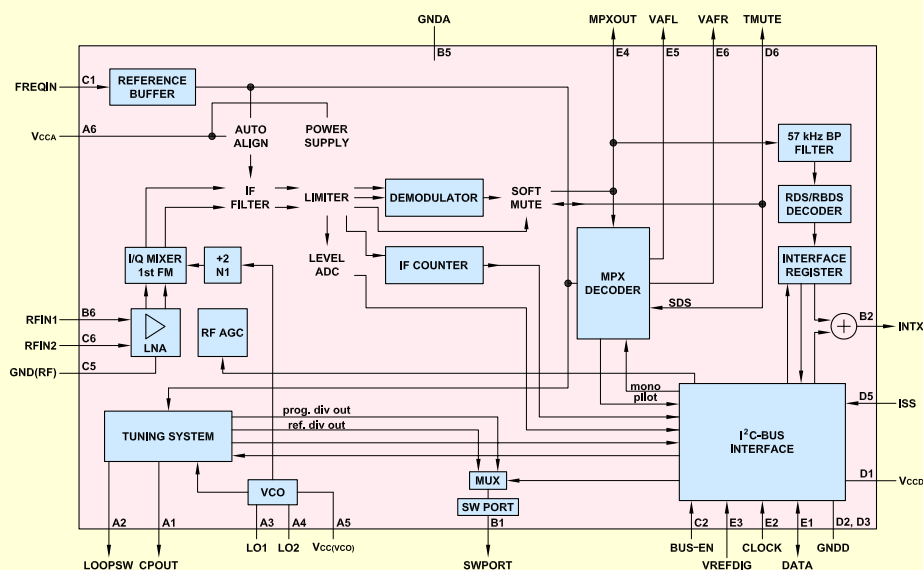 GNDA
MPXOUT
VAFL
VAFR
TMUTE
B5
E4
E5
E6
D6
FREQIN
C1
REFERENCE
BUFFER
VCCA
A6
AUTO
ALIGN
POWER
SUPPLY
57 kHz BP
FILTER
IF
FILTER
LIMITER
DEMODULATOR
SOFT
MUTE
RDS/RBDS
DECODER
I/Q MIXER
1st FM
+2
N1
LEVEL
ADC
IF COUNTER
MPX
DECODER
INTERFACE
REGISTER
SDS
RFIN1
B6
RFIN2
C6
LNA
RF AGC
GND(RF)
C5
B2
INTX
mono
pilot
D5
ISS
TUNING SYSTEM
prog. div out
ref. div out
I²C-BUS
INTERFACE
MUX
D1
VCCD
VCO
SW PORT
A2
A1
A3
A4
A5
B1
C2
E3
E2
E1
D2, D3
LOOPSW
CPOUT
LO1
LO2
VCC(VCO)
SWPORT
BUS-EN
VREFDIG
CLOCK
DATA
GNDD